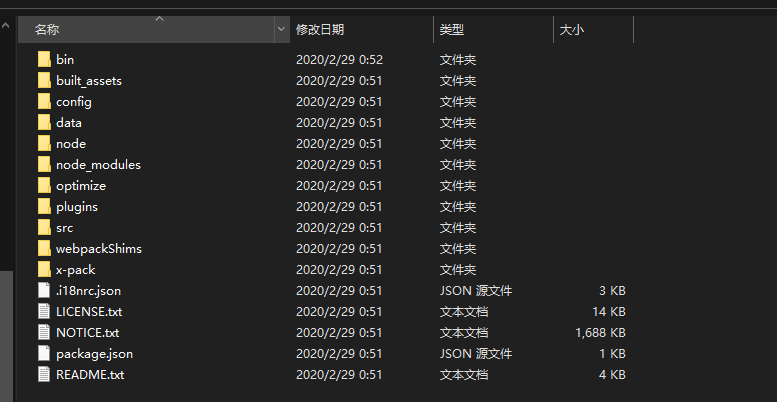 名称 修改日期 类型 大小
bin 2020/2/29 0:52 文件夹
built_assets 2020/2/29 0:51 文件夹
config 2020/2/29 0:51 文件夹
data 2020/2/29 0:51 文件夹
node 2020/2/29 0:51 文件夹
node_modules 2020/2/29 0:51 文件夹
optimize 2020/2/29 0:51 文件夹
plugins 2020/2/29 0:51 文件夹
src 2020/2/29 0:51 文件夹
webpackShims 2020/2/29 0:51 文件夹
x-pack 2020/2/29 0:51 文件夹
.i18nrc.json 2020/2/29 0:51 JSON 源文件 3 KB
LICENSE.txt 2020/2/29 0:51 文本文档 14 KB
NOTICE.txt 2020/2/29 0:51 文本文档 1,688 KB
package.json 2020/2/29 0:51 JSON 源文件 1 KB
README.txt 2020/2/29 0:51 文本文档 4 KB